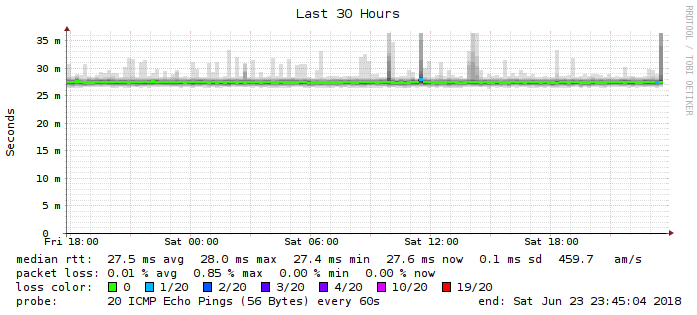 Last 30 Hours
RRDTOOL / TOBI OETIKER
Seconds
35 m
30 m
25 m
20 m
15 m
10 m
5 m
0
Fri 18:00 Sat 00:00 Sat 06:00 Sat 12:00 Sat 18:00
median rtt: 27.5 ms avg 28.0 ms max 27.4 ms min 27.6 ms now 0.1 ms sd 459.7 am/s
packet loss: 0.01 % avg 0.85 % max 0.00 % min 0.00 % now
loss color: 0 1/20 2/20 3/20 4/20 10/20 19/20
probe: 20 ICMP Echo Pings (56 Bytes) every 60s end: Sat Jun 23 23:45:04 2018